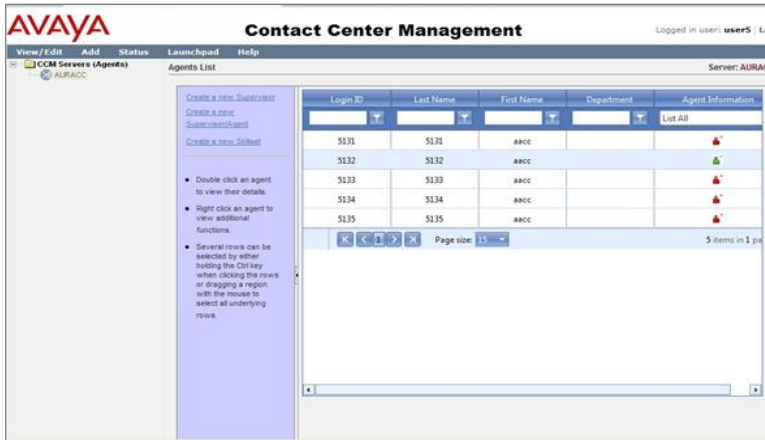 AVAYA
Contact Center Management
Logged in user: user5 | L
View/Edit Add Status Launchpad Help
CCM Servers (Agents)
AURACC
Agents List
Server: AURA
Create a new Supervisor
Create a new
Supervisor/Agent
Create a new Skillset
Double click an agent
to view their details.
Right click an agent to
view additional
functions.
Several rows can be
selected by either
holding the Ctrl key
when clicking the rows
or dragging a region
with the mouse to
select all underlying
rows.
Login ID Last Name First Name Department Agent Information
List All
5131 5131 aacc
5132 5132 aacc
5133 5133 aacc
5134 5134 aacc
5135 5135 aacc
1 Page size: 15 5 items in 1 pa